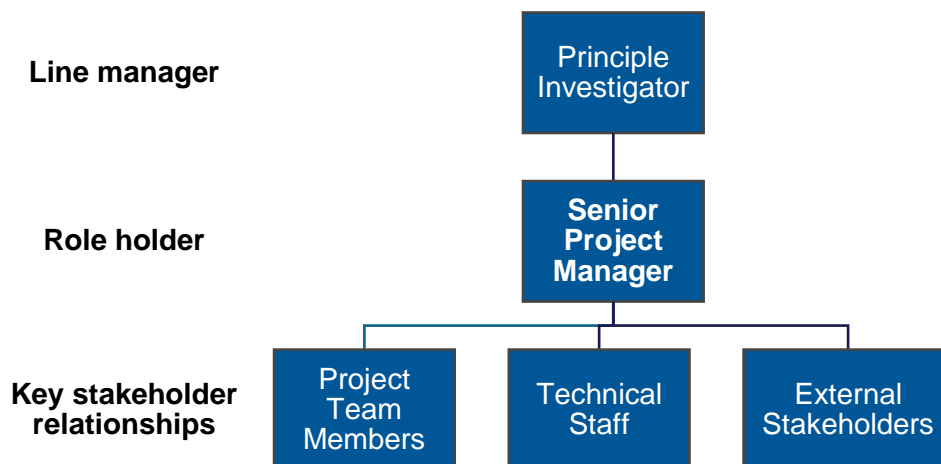 Line manager
Principle
Investigator
Role holder
Senior
Project
Manager
Key stakeholder
relationships
Project
Team
Members
Technical
Staff
External
Stakeholders